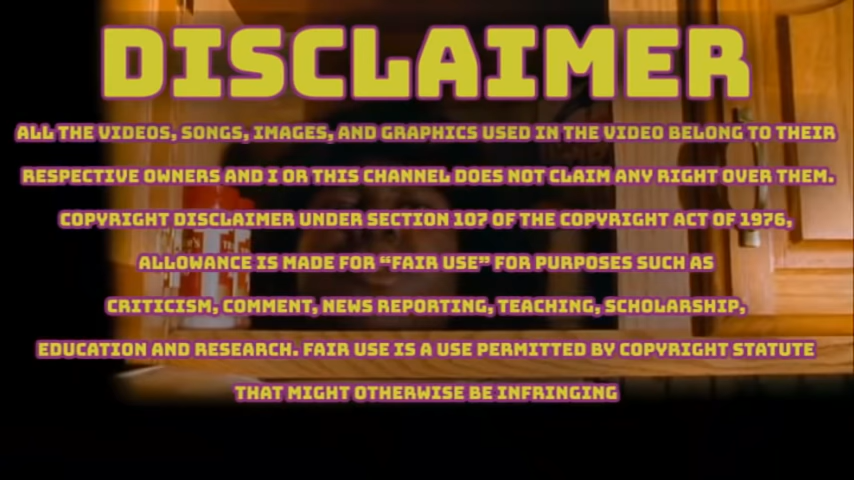 DISCLAIMER
ALL THE VIDEOS, SONGS, IMAGES, AND GRAPHICS USED IN THE VIDEO BELONG TO THEIR
RESPECTIVE OWNERS AND I OR THIS CHANNEL DOES NOT CLAIM ANY RIGHT OVER THEM.
COPYRIGHT DISCLAIMER UNDER SECTION 107 OF THE COPYRIGHT ACT OF 1976,
ALLOWANCE IS MADE FOR “FAIR USE” FOR PURPOSES SUCH AS
CRITICISM, COMMENT, NEWS REPORTING, TEACHING, SCHOLARSHIP,
EDUCATION AND RESEARCH. FAIR USE IS A USE PERMITTED BY COPYRIGHT STATUTE
THAT MIGHT OTHERWISE BE INFRINGING